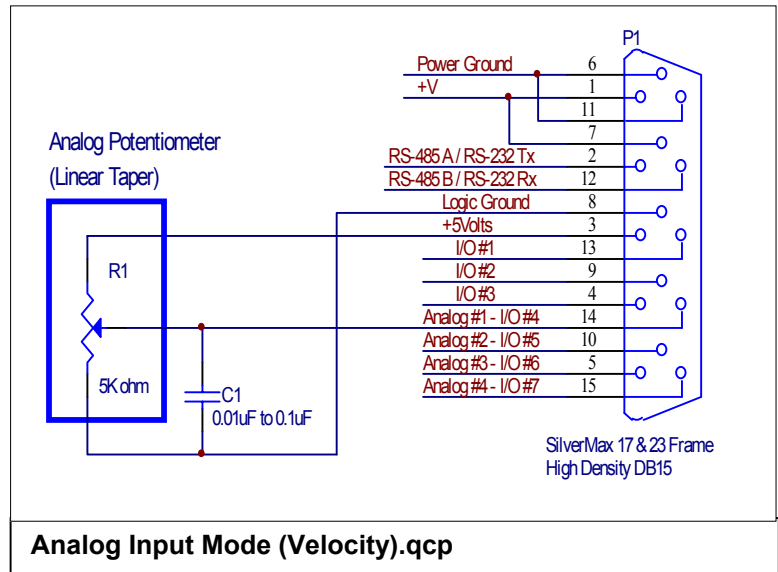 P1
Power Ground 6
+V 1
11
7
RS-485 A / RS-232 Tx 2
RS-485 B / RS-232 Rx 12
Logic Ground 8
+5Volts 3
I/O #1 13
I/O #2 9
I/O #3 4
Analog #1 - I/O #4 14
Analog #2 - I/O #5 10
Analog #3 - I/O #6 5
Analog #4 - I/O #7 15
Analog Potentiometer
(Linear Taper)
R1
5K ohm
C1
0.01uF to 0.1uF
SilverMax 17 & 23 Frame
High Density DB15
Analog Input Mode (Velocity).qcp